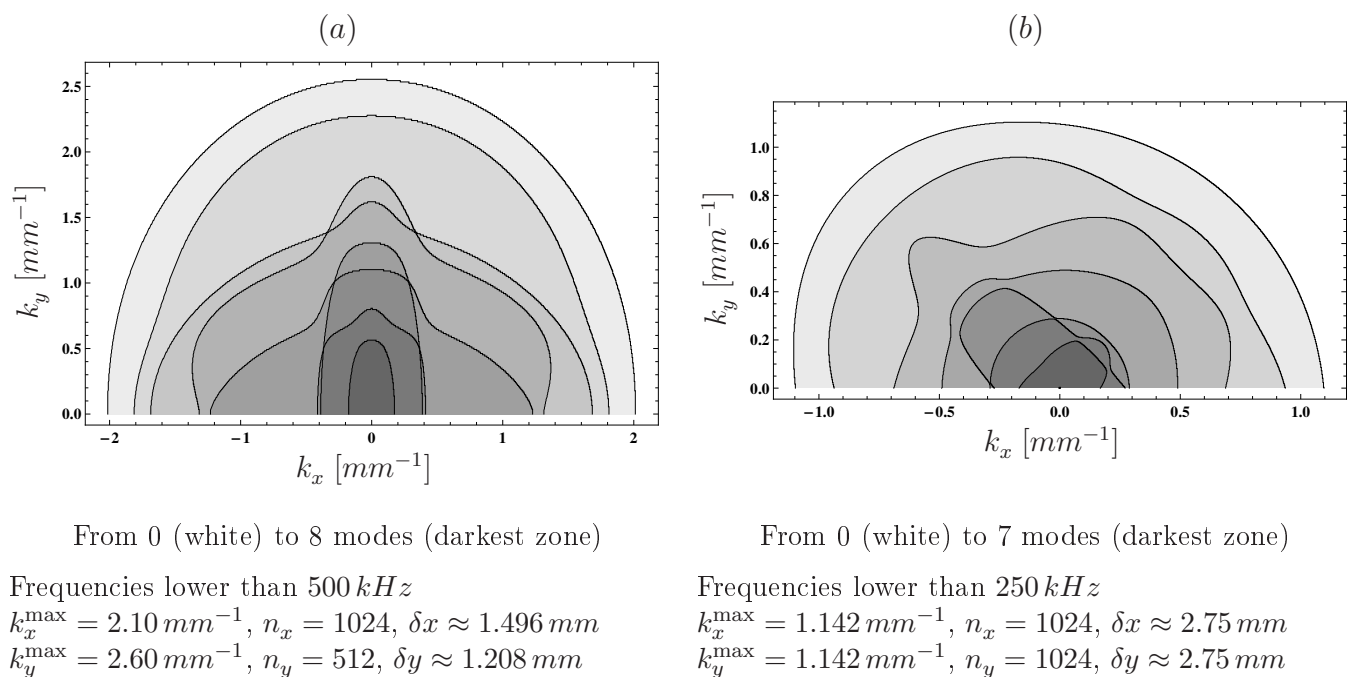 (a)
2.5
2.0
1.5
1.0
0.5
0.0
k_y [mm^{-1}]
−2 −1 0 1 2
k_x [mm^{-1}]
From 0 (white) to 8 modes (darkest zone)
Frequencies lower than 500 kHz
k_x^{max} = 2.10 mm^{-1}, n_x = 1024, δx ≈ 1.496 mm
k_y^{max} = 2.60 mm^{-1}, n_y = 512, δy ≈ 1.208 mm
(b)
1.0
0.8
0.6
0.4
0.2
0.0
k_y [mm^{-1}]
−1.0 −0.5 0.0 0.5 1.0
k_x [mm^{-1}]
From 0 (white) to 7 modes (darkest zone)
Frequencies lower than 250 kHz
k_x^{max} = 1.142 mm^{-1}, n_x = 1024, δx ≈ 2.75 mm
k_y^{max} = 1.142 mm^{-1}, n_y = 1024, δy ≈ 2.75 mm